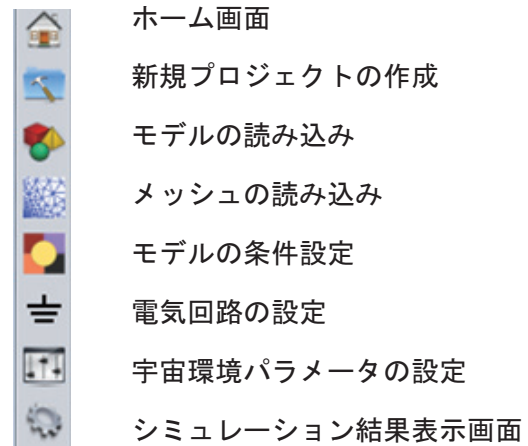 ホーム画面
新規プロジェクトの作成
モデルの読み込み
メッシュの読み込み
モデルの条件設定
電気回路の設定
宇宙環境パラメータの設定
シミュレーション結果表示画面